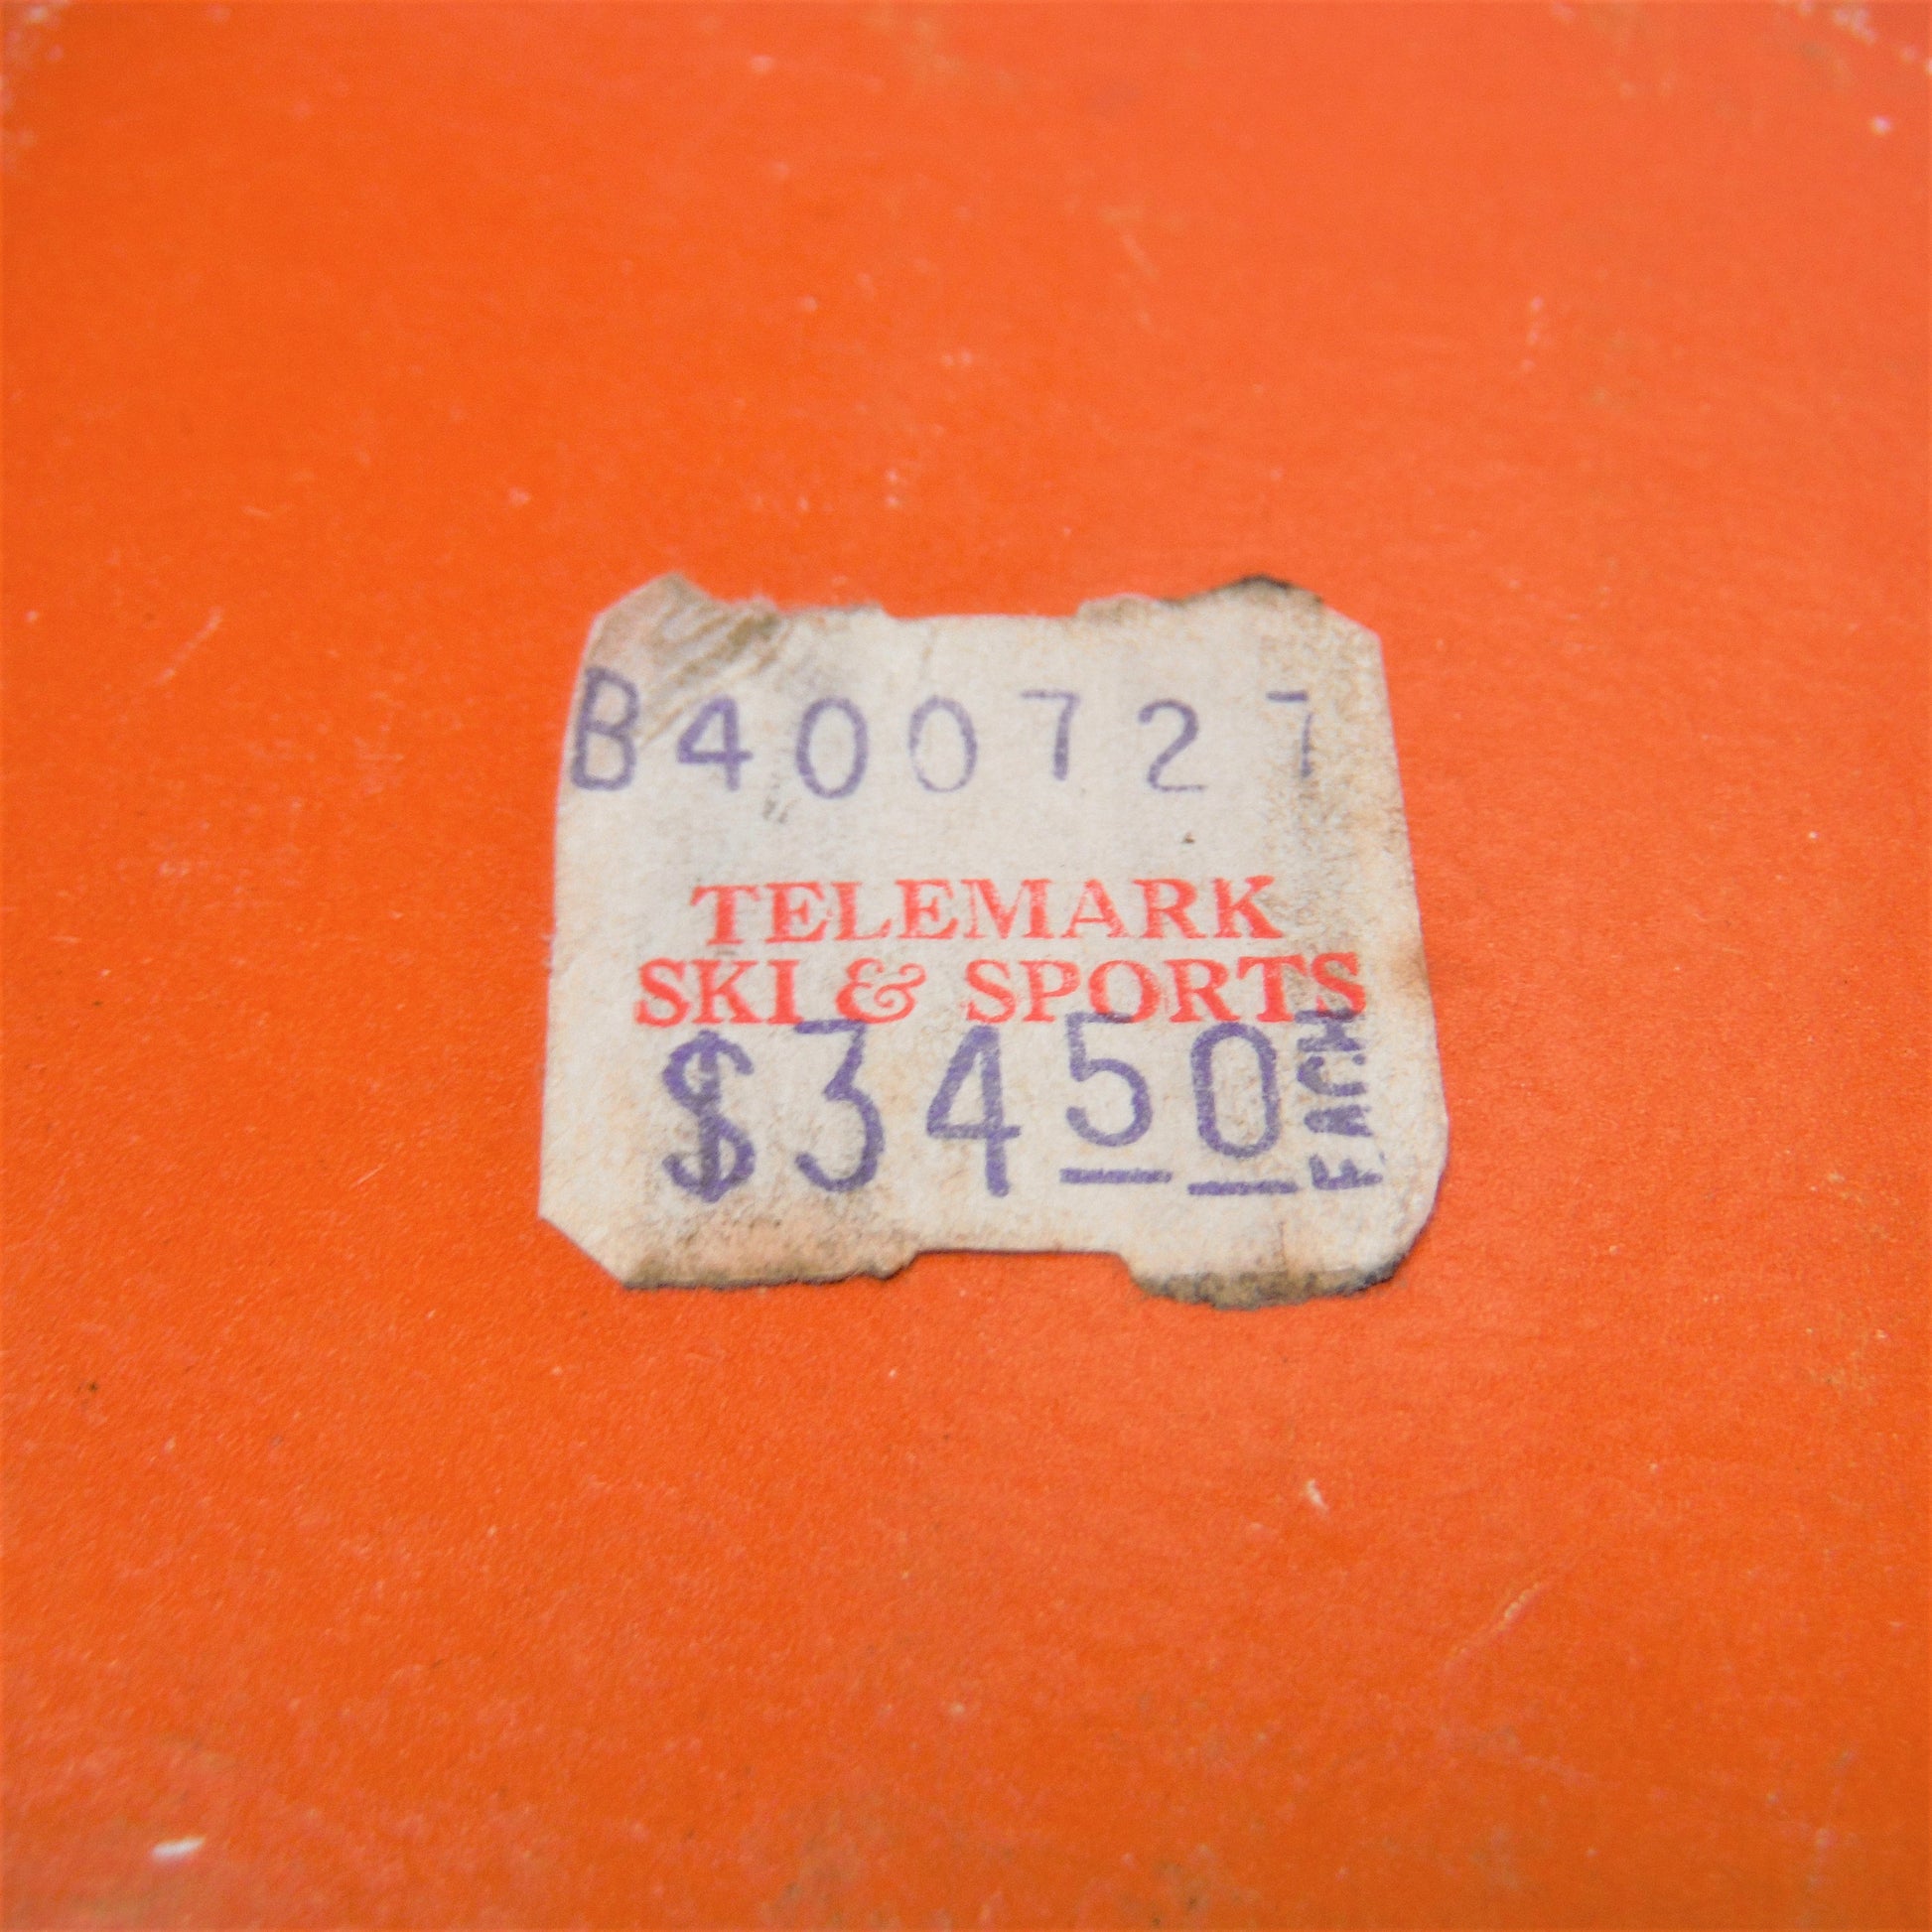 B400727
TELEMARK
SKI & SPORTS
$3450 EACH